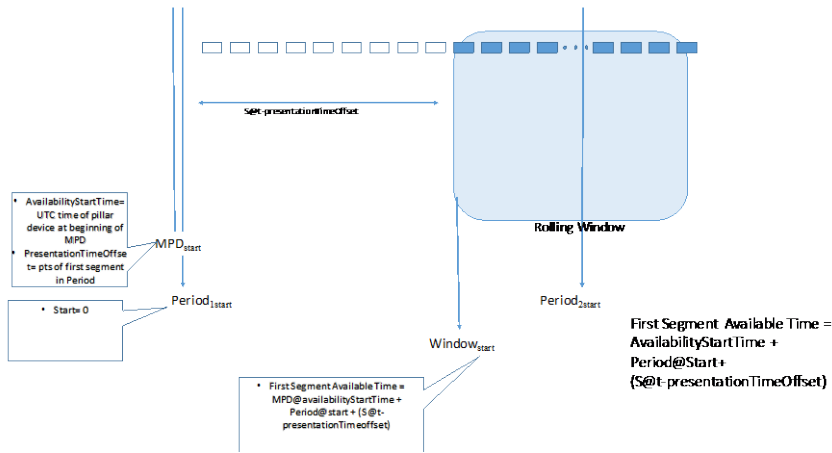 S@t-presentationTimeOffset
• AvailabilityStartTime=
UTC time of pillar
device at beginning of
MPD
• PresentationTimeOffse
t= pts of first segment
in Period
MPDstart
Rolling Window
• Start= 0
Period1start
Period2start
Windowstart
First Segment Available Time =
AvailabilityStartTime +
Period@Start+
(S@t-presentationTimeOffset)
• First Segment Available Time =
MPD@availabilityStartTime +
Period@start + (S@t-
presentationTimeoffset)